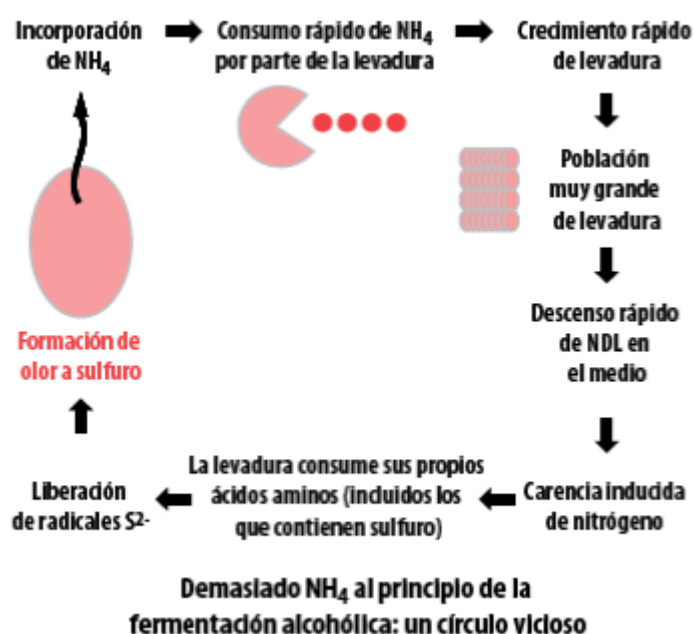 Incorporación
de NH₄
Consumo rápido de NH₄
por parte de la levadura
Crecimiento rápido
de levadura
Población
muy grande
de levadura
Descenso rápido
de NDL en
el medio
Carencia inducida
de nitrógeno
La levadura consume sus propios
ácidos aminos (incluidos los
que contienen sulfuro)
Liberación
de radicales S²⁻
Formación de
olor a sulfuro
Demasiado NH₄ al principio de la
fermentación alcohólica: un círculo vicioso